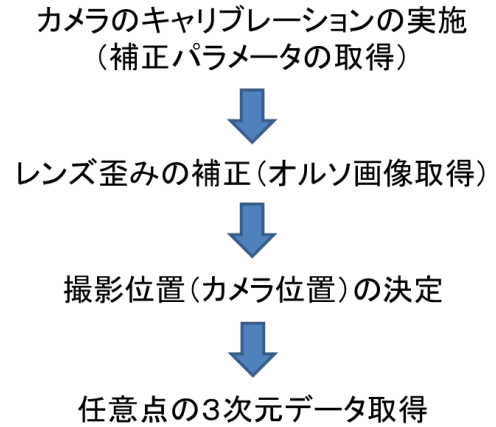 カメラのキャリブレーションの実施
（補正パラメータの取得）
レンズ歪みの補正（オルソ画像取得）
撮影位置（カメラ位置）の決定
任意点の３次元データ取得